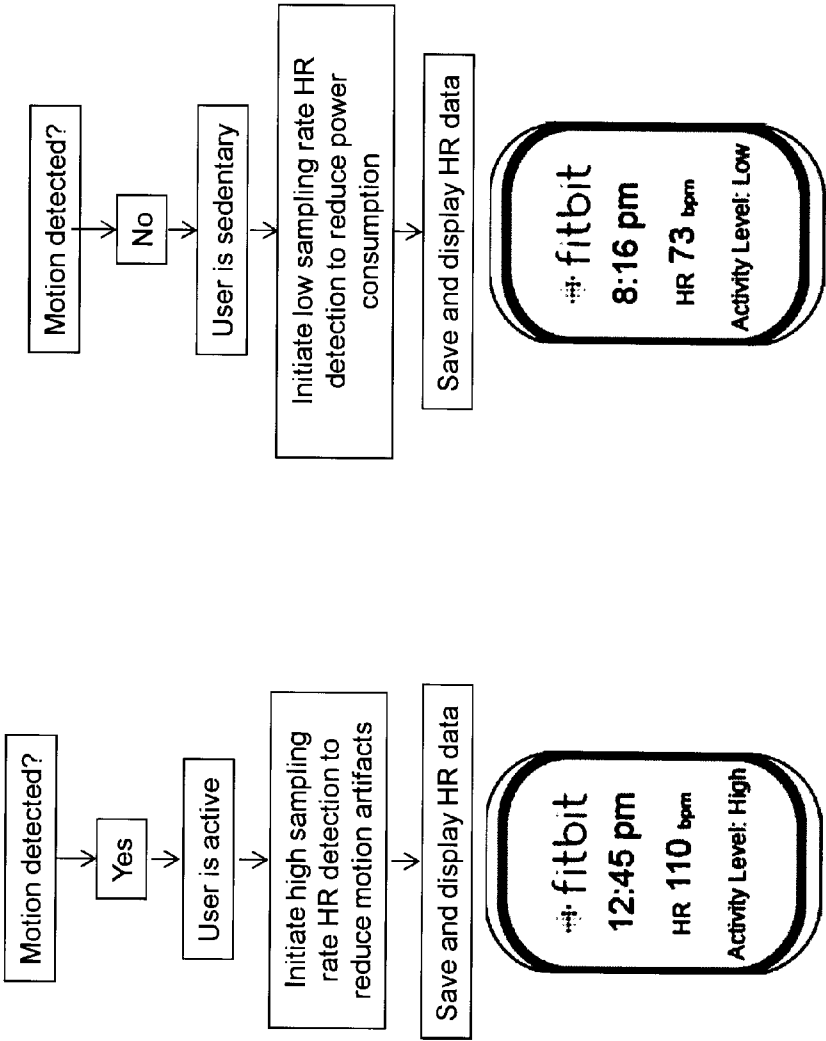 Motion detected?
Yes
User is active
Initiate high sampling
rate HR detection to
reduce motion artifacts
Save and display HR data
fitbit
12:45 pm
HR 110 bpm
Activity Level: High
Motion detected?
No
User is sedentary
Initiate low sampling rate HR
detection to reduce power
consumption
Save and display HR data
fitbit
8:16 pm
HR 73 bpm
Activity Level: Low